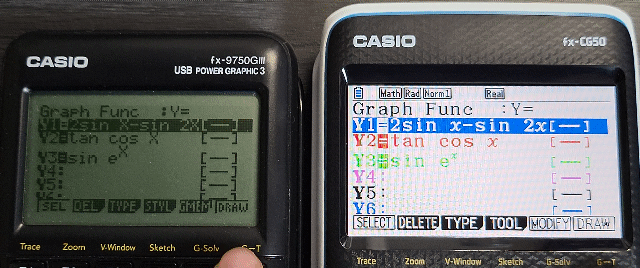 CASIO
fx-9750GIII
USB POWER GRAPHIC 3
Graph Func :Y=
Y1=2sin X-sin 2X[—]
Y2=tan cos X [—]
Y3=sin e^X [—]
Y4: [—]
Y5: [—]
SEL DEL TYPE STYL GMEM DRAW
Trace Zoom V-Window Sketch G-Solv G↔T
CASIO
fx-CG50
Math Rad Norm1 Real
Graph Func :Y=
Y1=2sin x-sin 2x[—]
Y2=tan cos x [—]
Y3=sin e^x [—]
Y4: [—]
Y5: [—]
Y6: [—]
SELECT DELETE TYPE TOOL MODIFY DRAW
Trace Zoom V-Window Sketch G-Solv G↔T